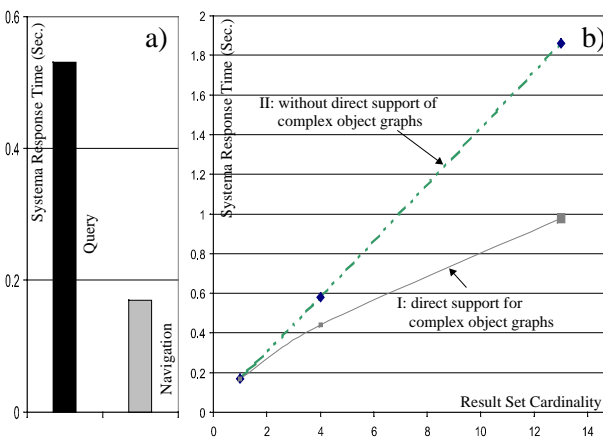 a)
Systema Response Time (Sec.)
0.6
0.4
0.2
0
Query
Navigation
b)
Systema Response Time (Sec.)
2
1.8
1.6
1.4
1.2
1
0.8
0.6
0.4
0.2
0
II: without direct support of
complex object graphs
I: direct support for
complex object graphs
Result Set Cardinality
0 2 4 6 8 10 12 14